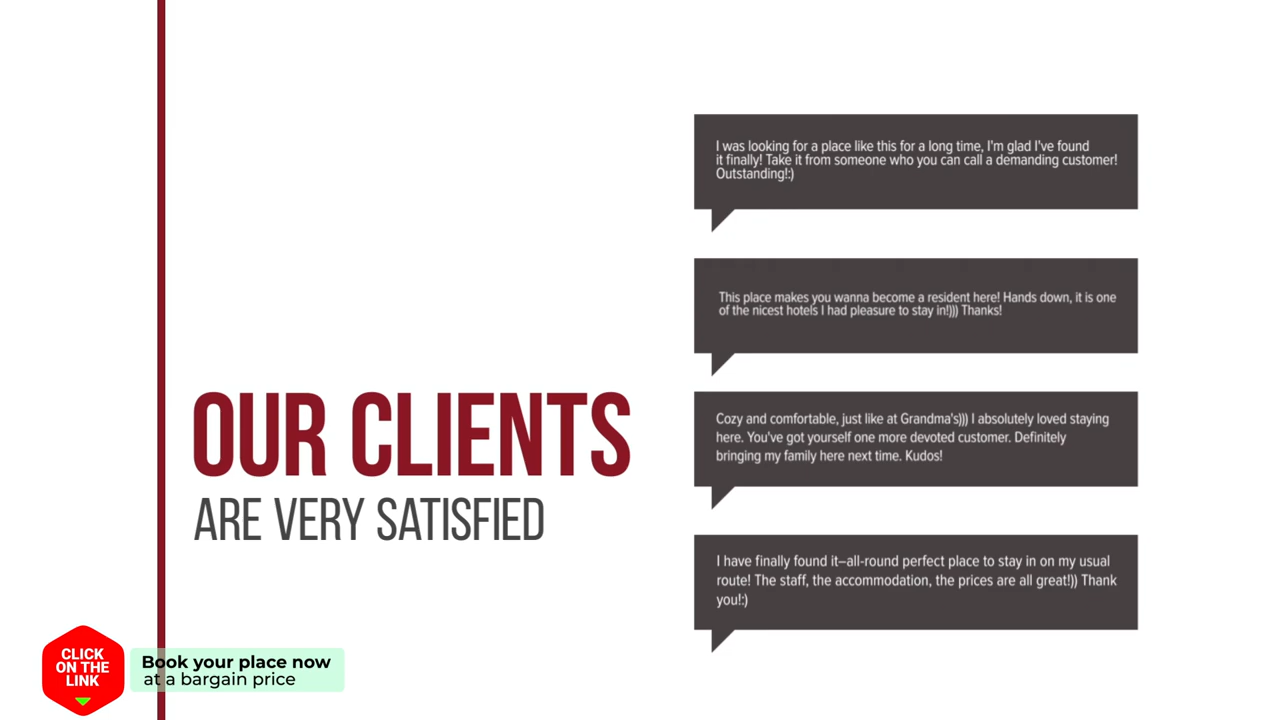 I was looking for a place like this for a long time, I'm glad I've found
it finally! Take it from someone who you can call a demanding customer!
Outstanding!:)
This place makes you wanna become a resident here! Hands down, it is one
of the nicest hotels I had pleasure to stay in!))) Thanks!
OUR CLIENTS
ARE VERY SATISFIED
Cozy and comfortable, just like at Grandma's))) I absolutely loved staying
here. You've got yourself one more devoted customer. Definitely
bringing my family here next time. Kudos!
I have finally found it–all-round perfect place to stay in on my usual
route! The staff, the accommodation, the prices are all great!)) Thank
you!:)
CLICK
ON THE
LINK
Book your place now
at a bargain price